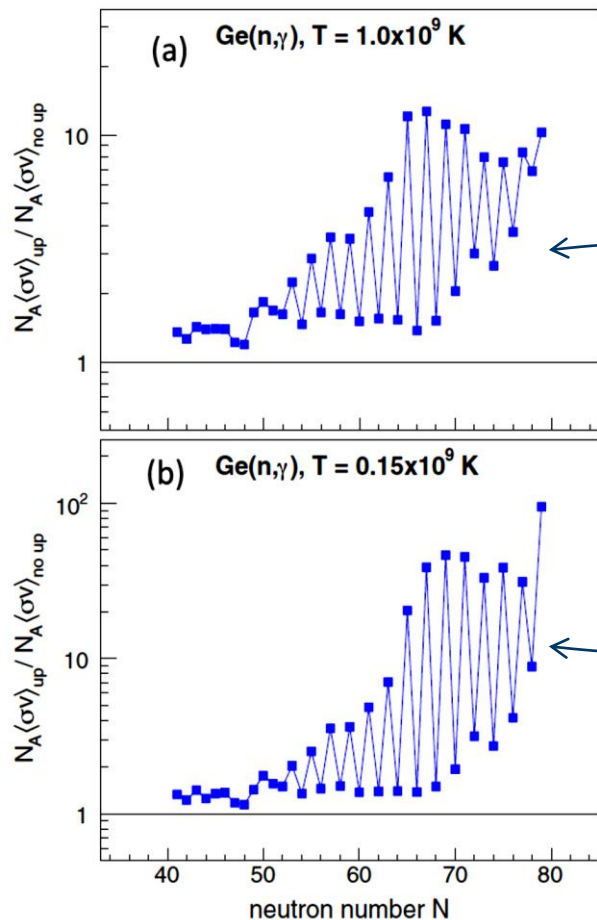 (a) Ge(n,γ), T = 1.0x10⁹ K
10
1
N_A⟨σv⟩_up / N_A⟨σv⟩_no up
(b) Ge(n,γ), T = 0.15x10⁹ K
10²
10
1
N_A⟨σv⟩_up / N_A⟨σv⟩_no up
40 50 60 70 80
neutron number N